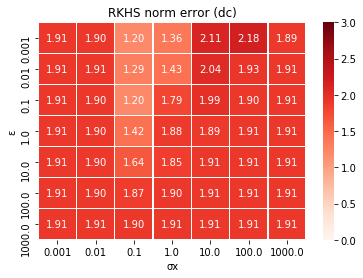 RKHS norm error (dc)
0.001 1.91 1.90 1.20 1.36 2.11 2.18 1.89
0.01 1.91 1.91 1.29 1.43 2.04 1.93 1.91
0.1 1.91 1.90 1.20 1.79 1.99 1.90 1.91
1.0 1.91 1.90 1.42 1.88 1.89 1.91 1.91
10.0 1.91 1.90 1.64 1.85 1.91 1.91 1.91
100.0 1.91 1.90 1.87 1.90 1.91 1.91 1.91
1000.0 1.91 1.91 1.90 1.91 1.91 1.91 1.91
0.001 0.01 0.1 1.0 10.0 100.0 1000.0
σx
ε
3.0
2.5
2.0
1.5
1.0
0.5
0.0